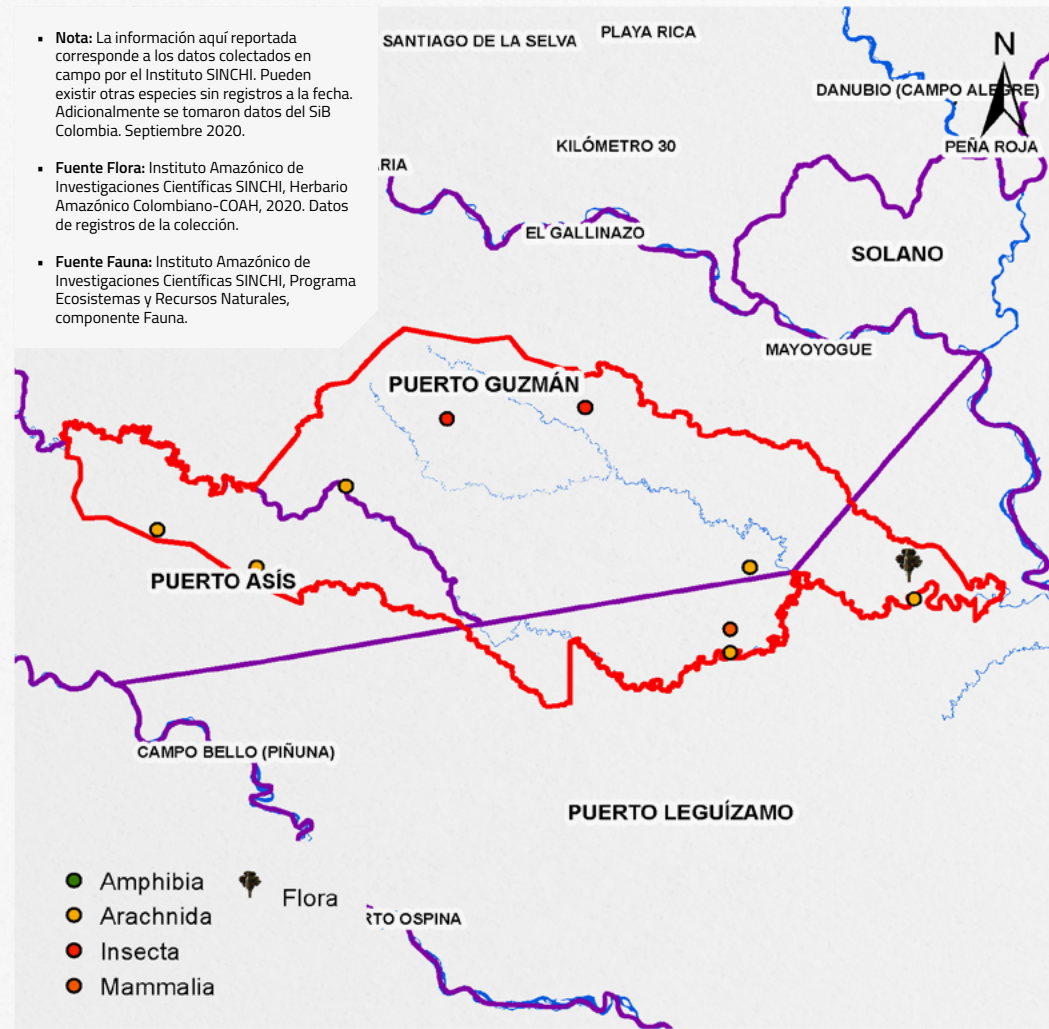 ▪ Nota: La información aquí reportada
corresponde a los datos colectados en
campo por el Instituto SINCHI. Pueden
existir otras especies sin registros a la fecha.
Adicionalmente se tomaron datos del SiB
Colombia. Septiembre 2020.
▪ Fuente Flora: Instituto Amazónico de
Investigaciones Científicas SINCHI, Herbario
Amazónico Colombiano-COAH, 2020. Datos
de registros de la colección.
▪ Fuente Fauna: Instituto Amazónico de
Investigaciones Científicas SINCHI, Programa
Ecosistemas y Recursos Naturales,
componente Fauna.
SANTIAGO DE LA SELVA
PLAYA RICA
N
DANUBIO (CAMPO ALEGRE)
KILÓMETRO 30
PEÑA ROJA
ARIA
EL GALLINAZO
SOLANO
MAYOYOGUE
PUERTO GUZMÁN
PUERTO ASÍS
CAMPO BELLO (PIÑUNA)
PUERTO LEGUÍZAMO
RTO OSPINA
Amphibia
Arachnida
Insecta
Mammalia
Flora